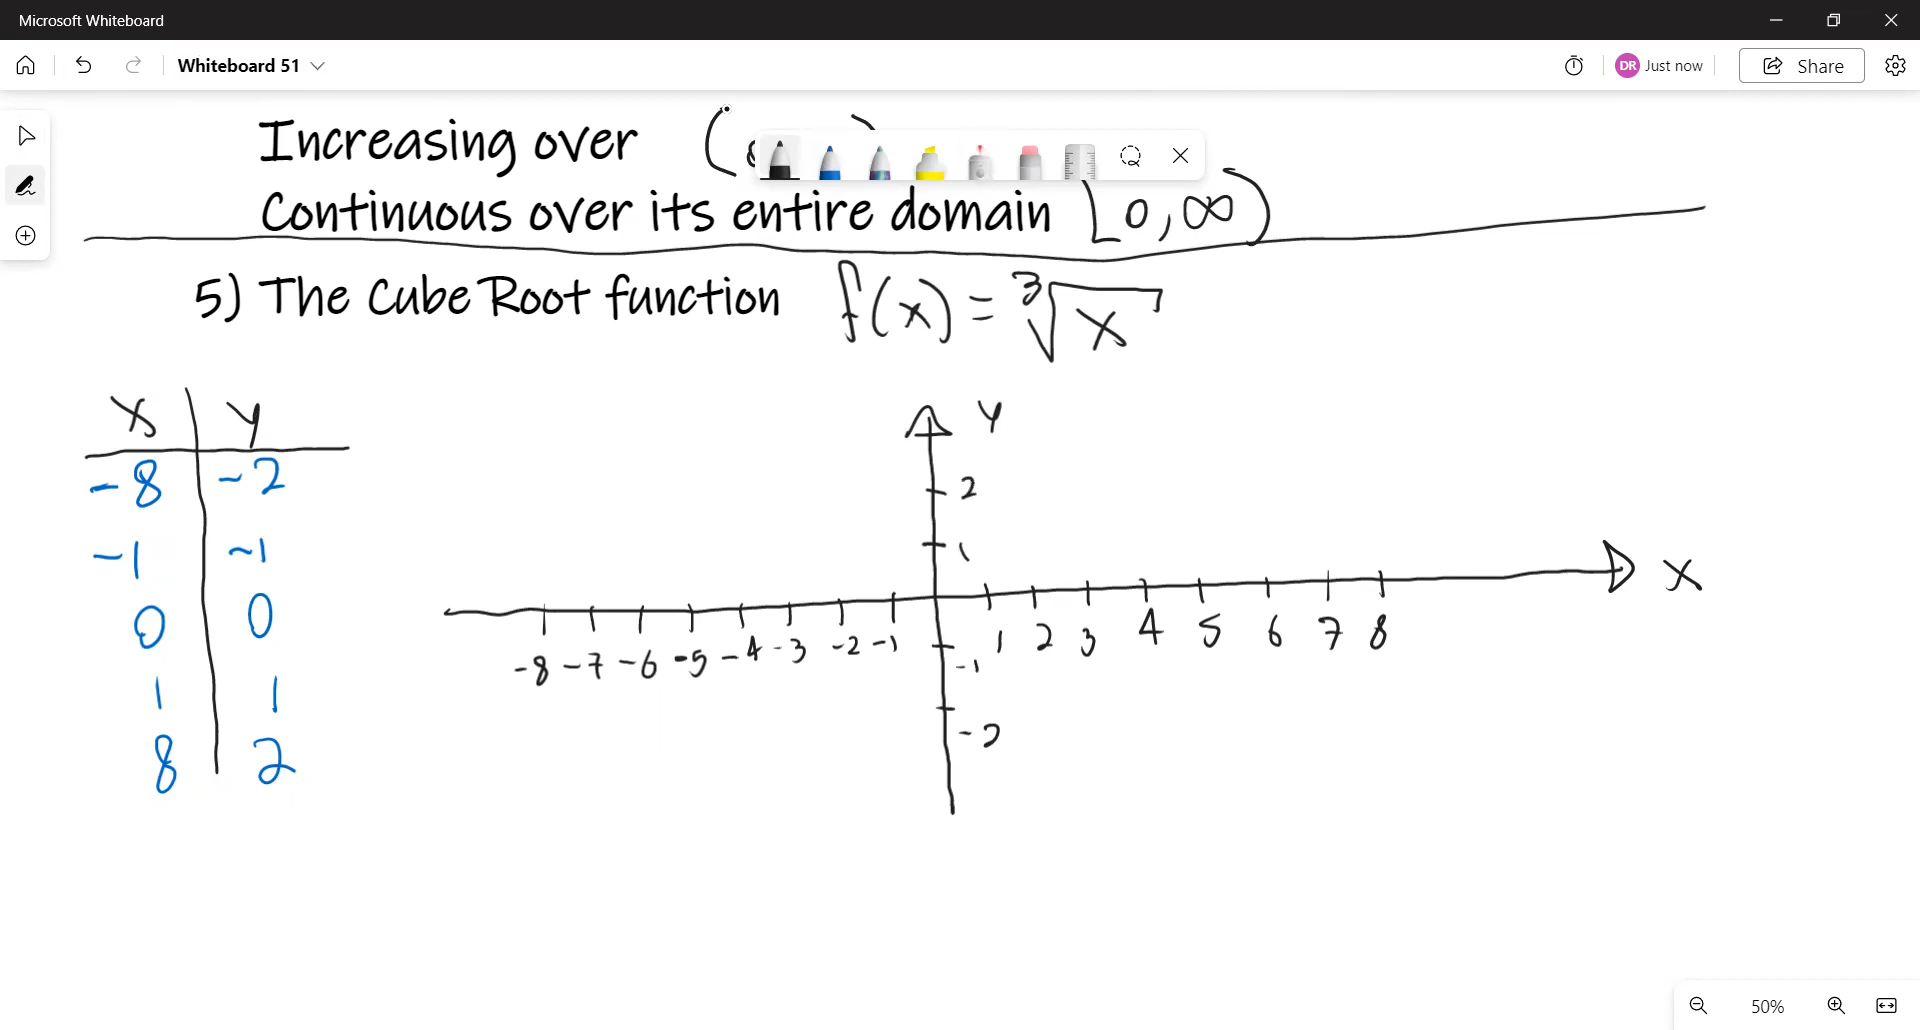 Microsoft Whiteboard
Whiteboard 51
DR Just now
Share
Increasing over (
Continuous over its entire domain [0,∞)
5) The Cube Root function f(x) = ∛x
x y
-8 -2
-1 -1
0 0
1 1
8 2
y
2
1
x
-8 -7 -6 -5 -4 -3 -2 -1 1 2 3 4 5 6 7 8
-1
-2
50%